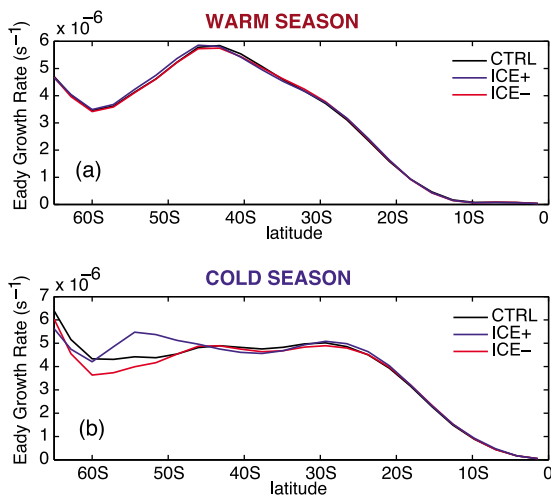 WARM SEASON
x 10⁻⁶
Eady Growth Rate (s⁻¹)
6
5
4
3
2
1
0
CTRL
ICE+
ICE−
(a)
60S 50S 40S 30S 20S 10S 0
latitude
COLD SEASON
x 10⁻⁶
Eady Growth Rate (s⁻¹)
7
6
5
4
3
2
1
0
CTRL
ICE+
ICE−
(b)
60S 50S 40S 30S 20S 10S 0
latitude